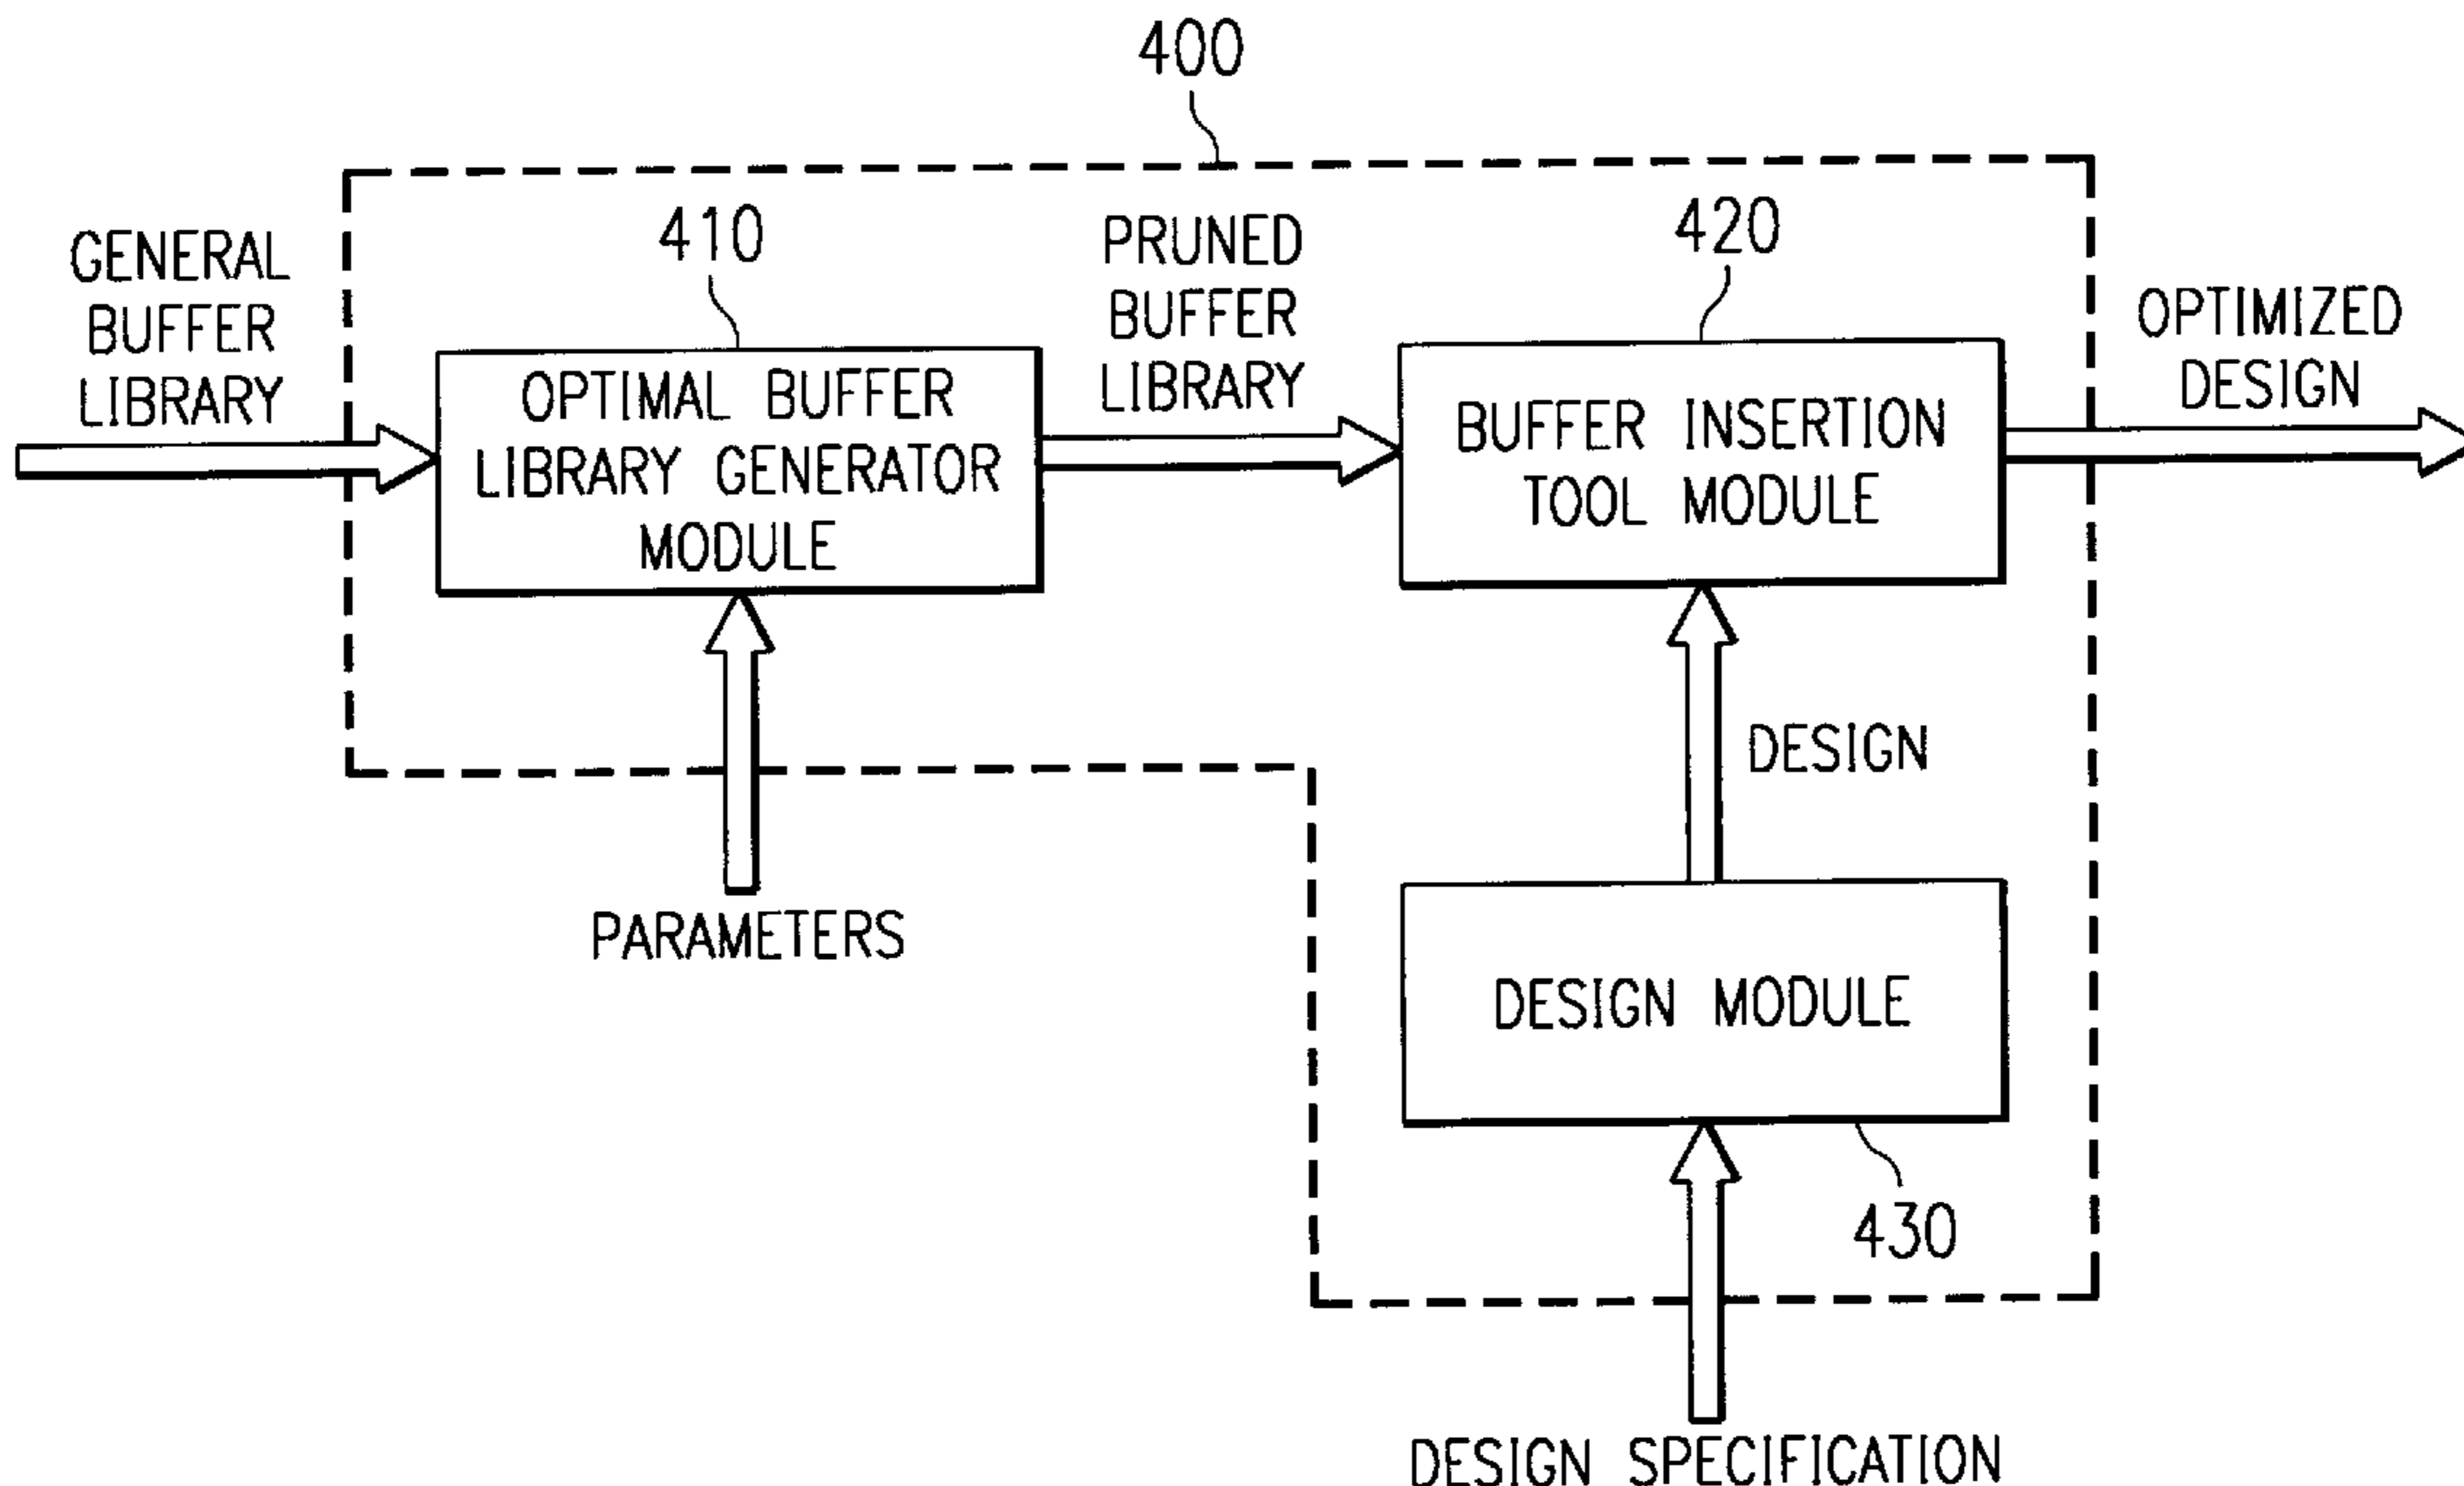 400
GENERAL
BUFFER
LIBRARY
410
PRUNED
BUFFER
LIBRARY
420
OPTIMIZED
DESIGN
OPTIMAL BUFFER
LIBRARY GENERATOR
MODULE
BUFFER INSERTION
TOOL MODULE
DESIGN
PARAMETERS
DESIGN MODULE
430
DESIGN SPECIFICATION